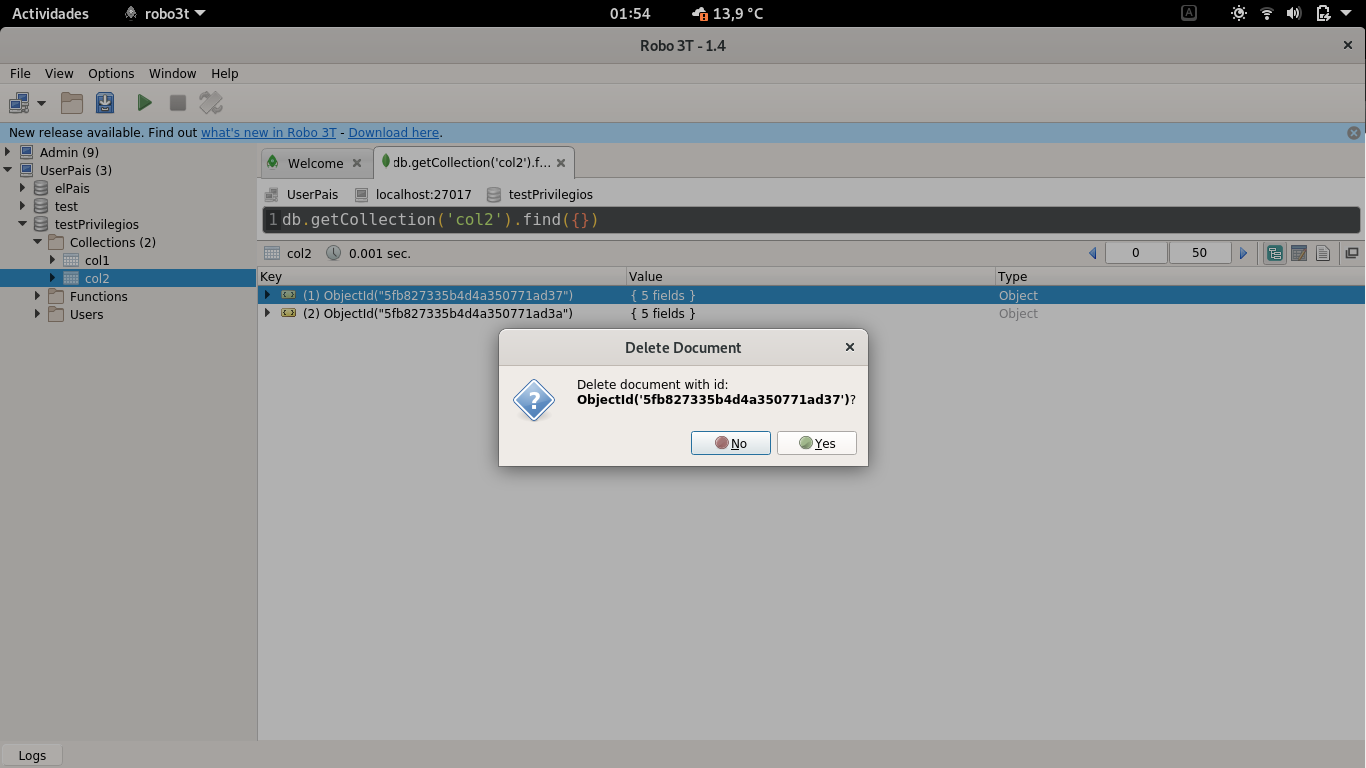 Actividades robo3t 01:54 13,9 °C A
Robo 3T - 1.4
File View Options Window Help
New release available. Find out what's new in Robo 3T - Download here.
Admin (9)
UserPais (3)
elPais
test
testPrivilegios
Collections (2)
col1
col2
Functions
Users
Welcome db.getCollection('col2').f...
UserPais localhost:27017 testPrivilegios
1 db.getCollection('col2').find({})
col2 0.001 sec. 0 50
Key Value Type
(1) ObjectId("5fb827335b4d4a350771ad37") { 5 fields } Object
(2) ObjectId("5fb827335b4d4a350771ad3a") { 5 fields } Object
Delete Document
Delete document with id:
ObjectId('5fb827335b4d4a350771ad37')?
No Yes
Logs